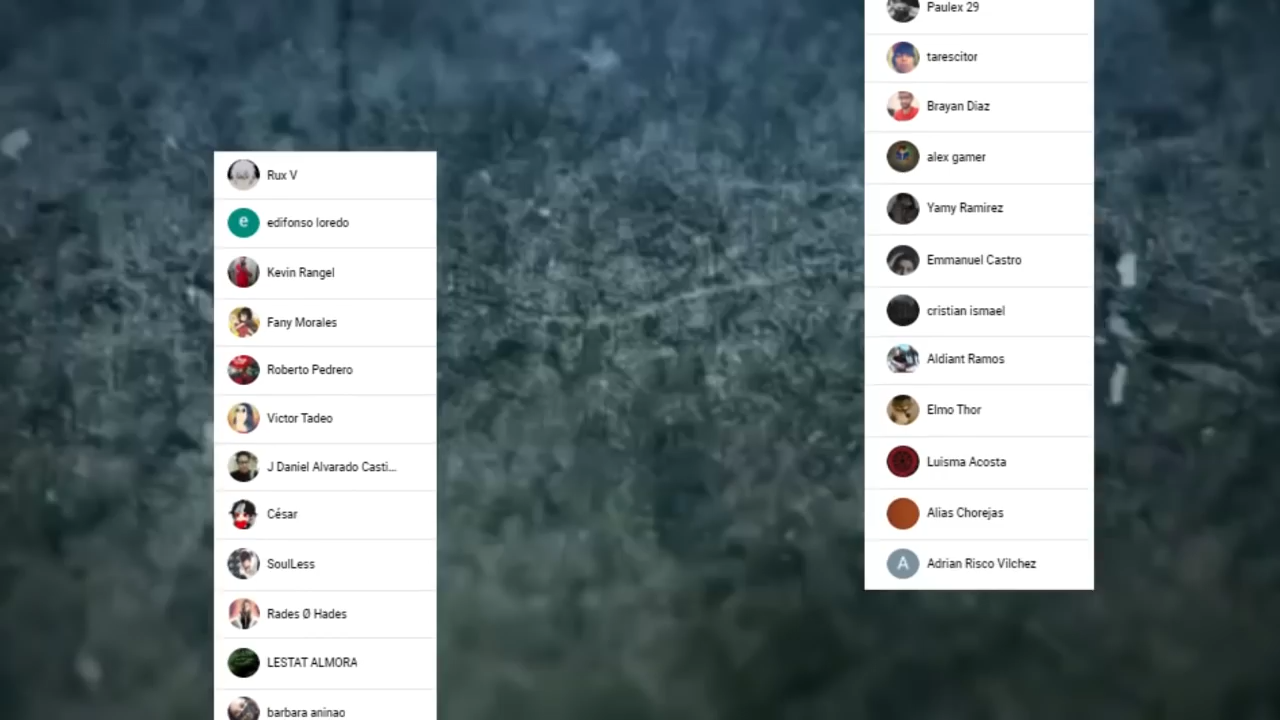 Rux V
e
edifonso loredo
Kevin Rangel
Fany Morales
Roberto Pedrero
Victor Tadeo
J Daniel Alvarado Casti...
César
SoulLess
Rades Ø Hades
LESTAT ALMORA
barbara aninao
Paulex 29
tarescitor
Brayan Diaz
alex gamer
Yamy Ramirez
Emmanuel Castro
cristian ismael
Aldiant Ramos
Elmo Thor
Luisma Acosta
Alias Chorejas
A
Adrian Risco Vilchez